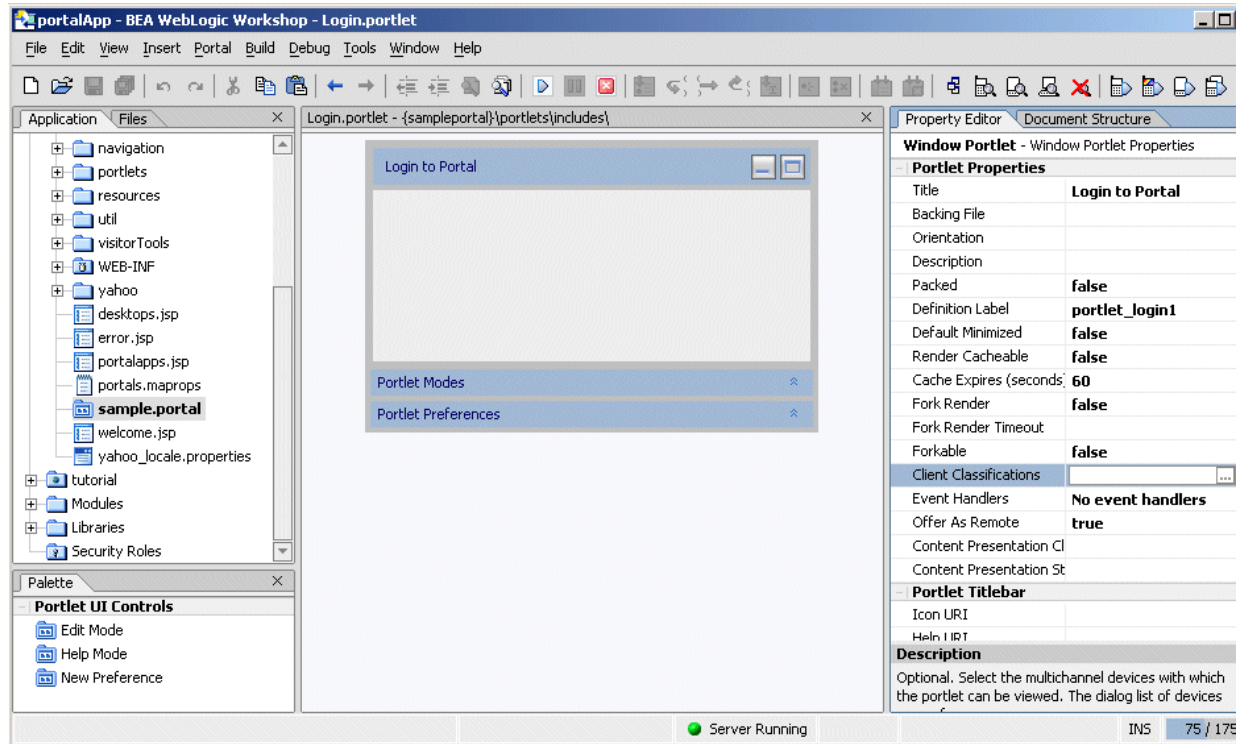 portalApp - BEA WebLogic Workshop - Login.portlet
File Edit View Insert Portal Build Debug Tools Window Help
Application Files
navigation
portlets
resources
util
visitorTools
WEB-INF
yahoo
desktops.jsp
error.jsp
portalapps.jsp
portals.maprops
sample.portal
welcome.jsp
yahoo_locale.properties
tutorial
Modules
Libraries
Security Roles
Palette
Portlet UI Controls
Edit Mode
Help Mode
New Preference
Login.portlet - {sampleportal}\portlets\includes\
Login to Portal
Portlet Modes
Portlet Preferences
Property Editor Document Structure
Window Portlet - Window Portlet Properties
Portlet Properties
Title Login to Portal
Backing File
Orientation
Description
Packed false
Definition Label portlet_login1
Default Minimized false
Render Cacheable false
Cache Expires (seconds) 60
Fork Render false
Fork Render Timeout
Forkable false
Client Classifications ...
Event Handlers No event handlers
Offer As Remote true
Content Presentation Cl
Content Presentation St
Portlet Titlebar
Icon URI
Help URI
Description
Optional. Select the multichannel devices with which
the portlet can be viewed. The dialog list of devices
Server Running
INS 75 / 175